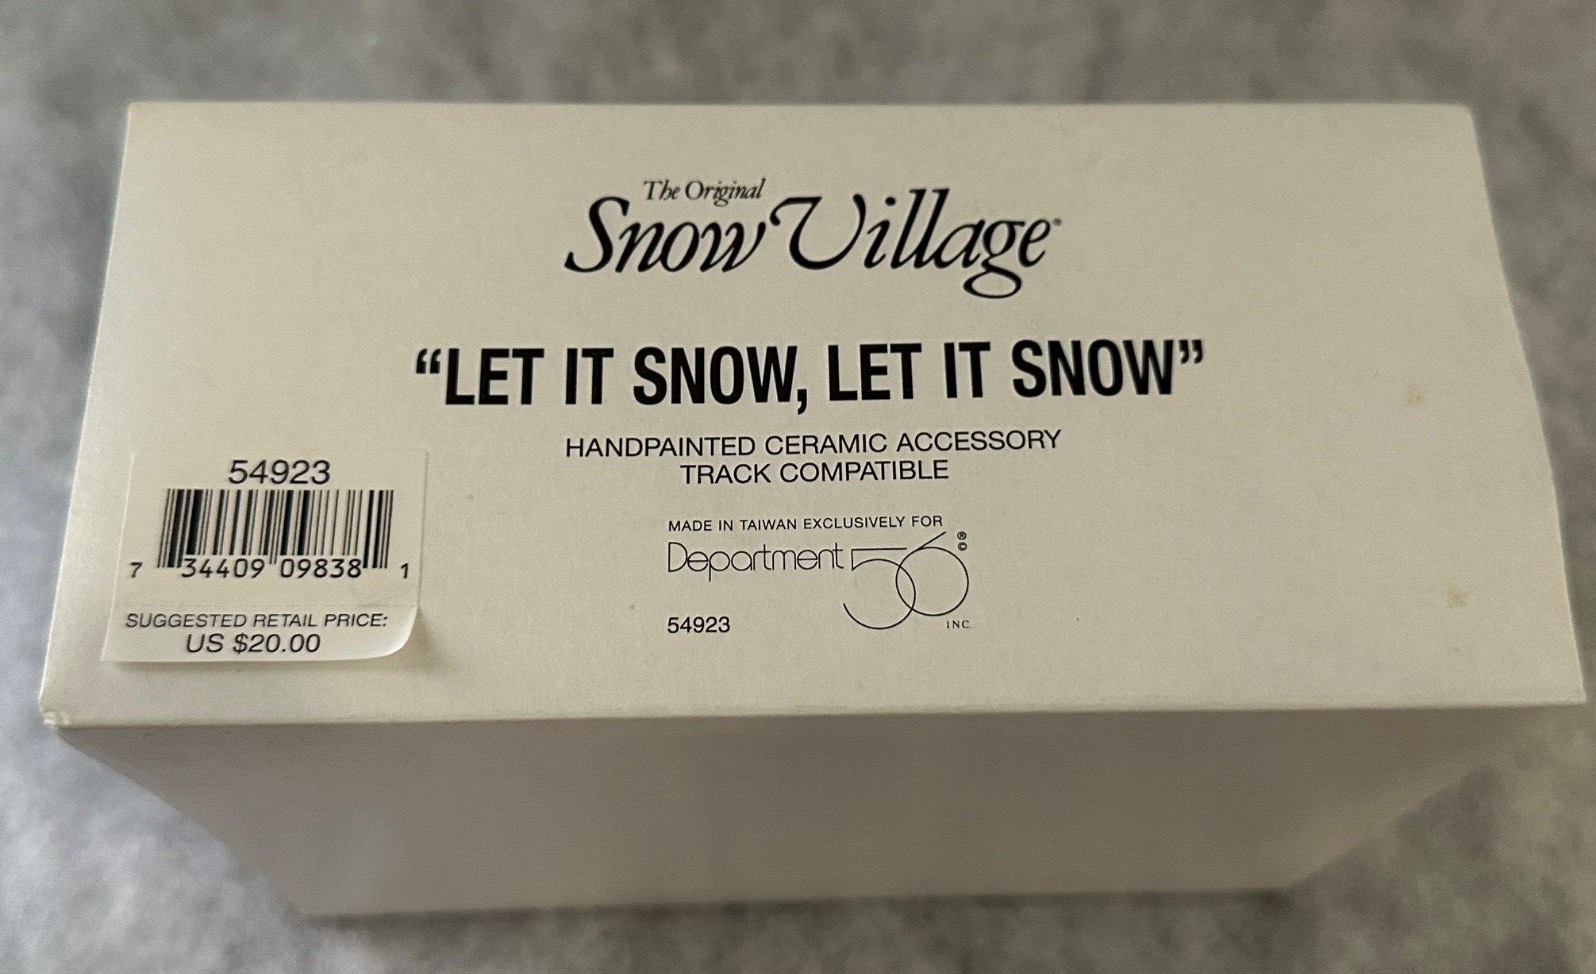 The Original
Snow Village®
“LET IT SNOW, LET IT SNOW”
HANDPAINTED CERAMIC ACCESSORY
TRACK COMPATIBLE
MADE IN TAIWAN EXCLUSIVELY FOR
Department 56 ® ©
INC.
54923
54923
7 34409 09838 1
SUGGESTED RETAIL PRICE:
US $20.00